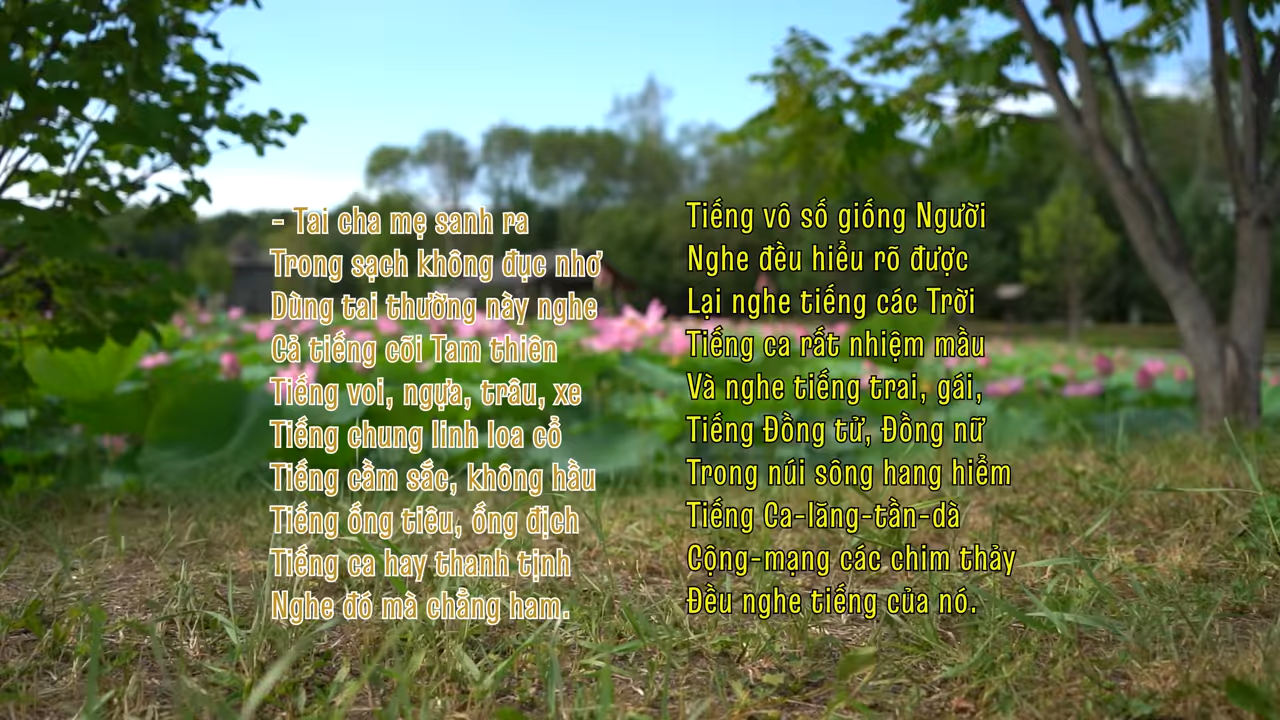 - Tai cha mẹ sanh ra
Trong sạch không đục nhơ
Dùng tai thường này nghe
Cả tiếng cõi Tam thiên
Tiếng voi, ngựa, trâu, xe
Tiếng chung linh loa cổ
Tiếng cầm sắc, không hầu
Tiếng ống tiêu, ống địch
Tiếng ca hay thanh tịnh
Nghe đó mà chẳng ham.
Tiếng vô số giống Người
Nghe đều hiểu rõ được
Lại nghe tiếng các Trời
Tiếng ca rất nhiệm mầu
Và nghe tiếng trai, gái,
Tiếng Đồng tử, Đồng nữ
Trong núi sông hang hiểm
Tiếng Ca-lăng-tần-dà
Cộng-mạng các chim thảy
Đều nghe tiếng của nó.